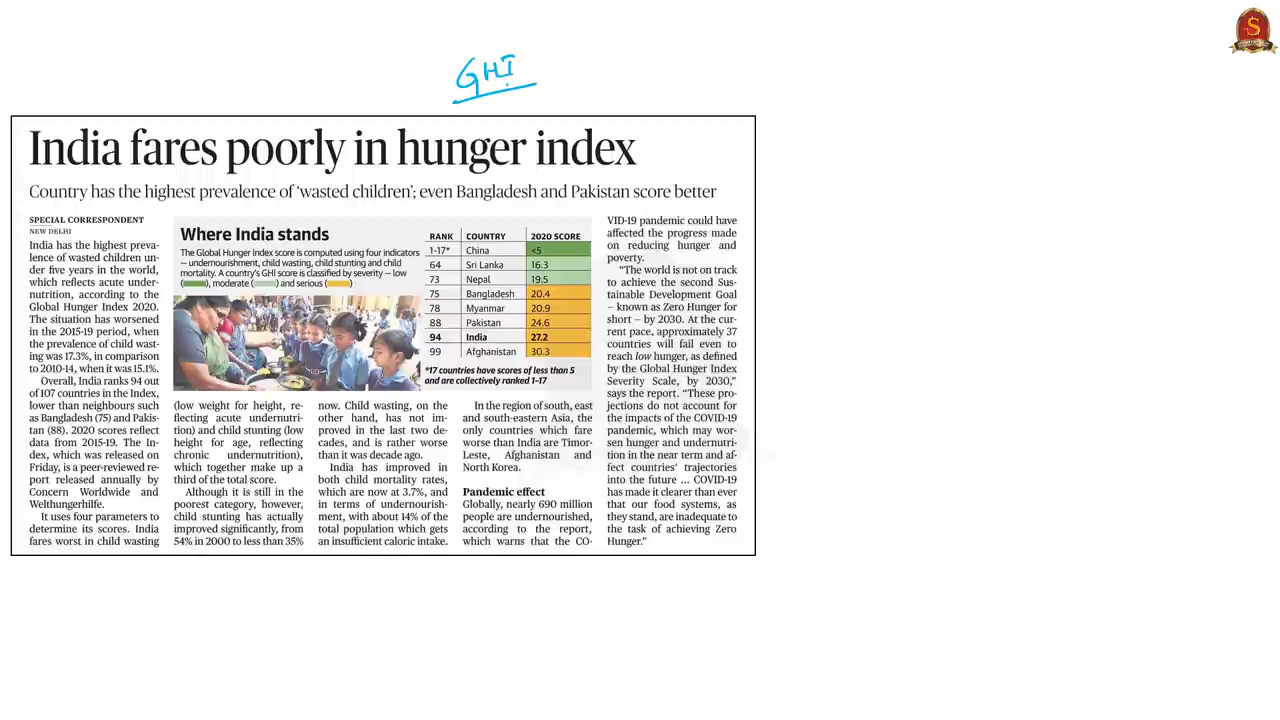 GHI
India fares poorly in hunger index
Country has the highest prevalence of ‘wasted children’; even Bangladesh and Pakistan score better
SPECIAL CORRESPONDENT
NEW DELHI
India has the highest preva-
lence of wasted children un-
der five years in the world,
which reflects acute under-
nutrition, according to the
Global Hunger Index 2020.
The situation has worsened
in the 2015-19 period, when
the prevalence of child wast-
ing was 17.3%, in comparison
to 2010-14, when it was 15.1%.
Overall, India ranks 94 out
of 107 countries in the Index,
lower than neighbours such
as Bangladesh (75) and Pakis-
tan (88). 2020 scores reflect
data from 2015-19. The In-
dex, which was released on
Friday, is a peer-reviewed re-
port released annually by
Concern Worldwide and
Welthungerhilfe.
It uses four parameters to
determine its scores. India
fares worst in child wasting
Where India stands
The Global Hunger Index score is computed using four indicators
— undernourishment, child wasting, child stunting and child
mortality. A country's GHI score is classified by severity — low
( ), moderate ( ) and serious ( )
RANK COUNTRY 2020 SCORE
1-17* China <5
64 Sri Lanka 16.3
73 Nepal 19.5
75 Bangladesh 20.4
78 Myanmar 20.9
88 Pakistan 24.6
94 India 27.2
99 Afghanistan 30.3
*17 countries have scores of less than 5
and are collectively ranked 1-17
(low weight for height, re-
flecting acute undernutri-
tion) and child stunting (low
height for age, reflecting
chronic undernutrition),
which together make up a
third of the total score.
Although it is still in the
poorest category, however,
child stunting has actually
improved significantly, from
54% in 2000 to less than 35%
now. Child wasting, on the
other hand, has not im-
proved in the last two de-
cades, and is rather worse
than it was decade ago.
India has improved in
both child mortality rates,
which are now at 3.7%, and
in terms of undernourish-
ment, with about 14% of the
total population which gets
an insufficient caloric intake.
In the region of south, east
and south-eastern Asia, the
only countries which fare
worse than India are Timor-
Leste, Afghanistan and
North Korea.
Pandemic effect
Globally, nearly 690 million
people are undernourished,
according to the report,
which warns that the CO-
VID-19 pandemic could have
affected the progress made
on reducing hunger and
poverty.
“The world is not on track
to achieve the second Sus-
tainable Development Goal
– known as Zero Hunger for
short – by 2030. At the cur-
rent pace, approximately 37
countries will fail even to
reach low hunger, as defined
by the Global Hunger Index
Severity Scale, by 2030,”
says the report. “These pro-
jections do not account for
the impacts of the COVID-19
pandemic, which may wor-
sen hunger and undernutri-
tion in the near term and af-
fect countries’ trajectories
into the future ... COVID-19
has made it clearer than ever
that our food systems, as
they stand, are inadequate to
the task of achieving Zero
Hunger.”
S